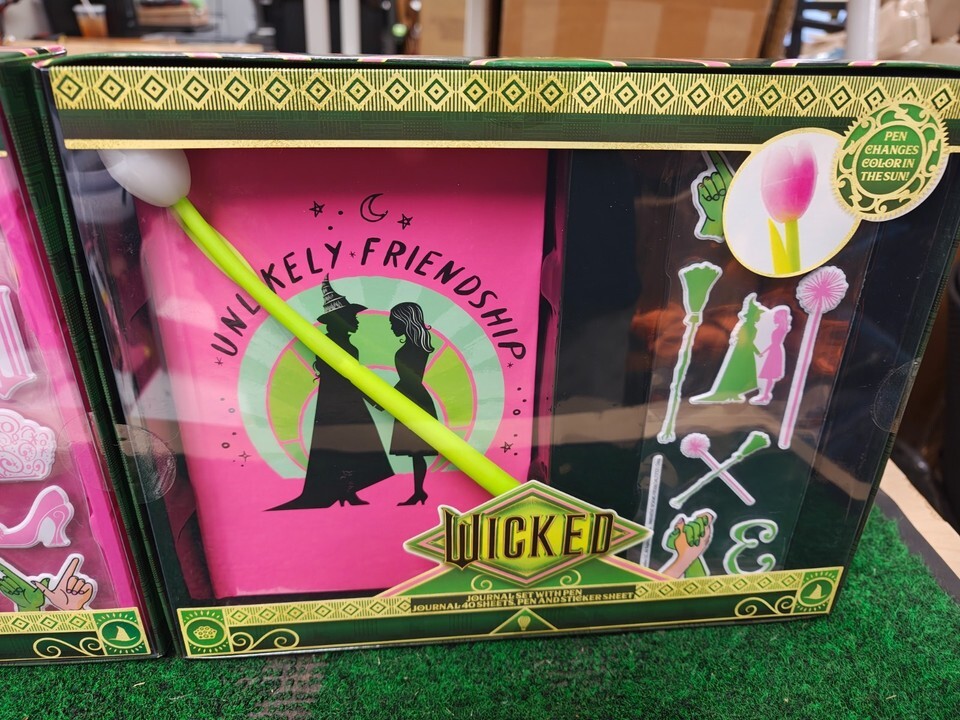 PEN
CHANGES
COLOR IN
THE SUN!
UNLIKELY FRIENDSHIP
WICKED
JOURNAL SET WITH PEN
JOURNAL 40 SHEETS, PEN AND STICKER SHEET